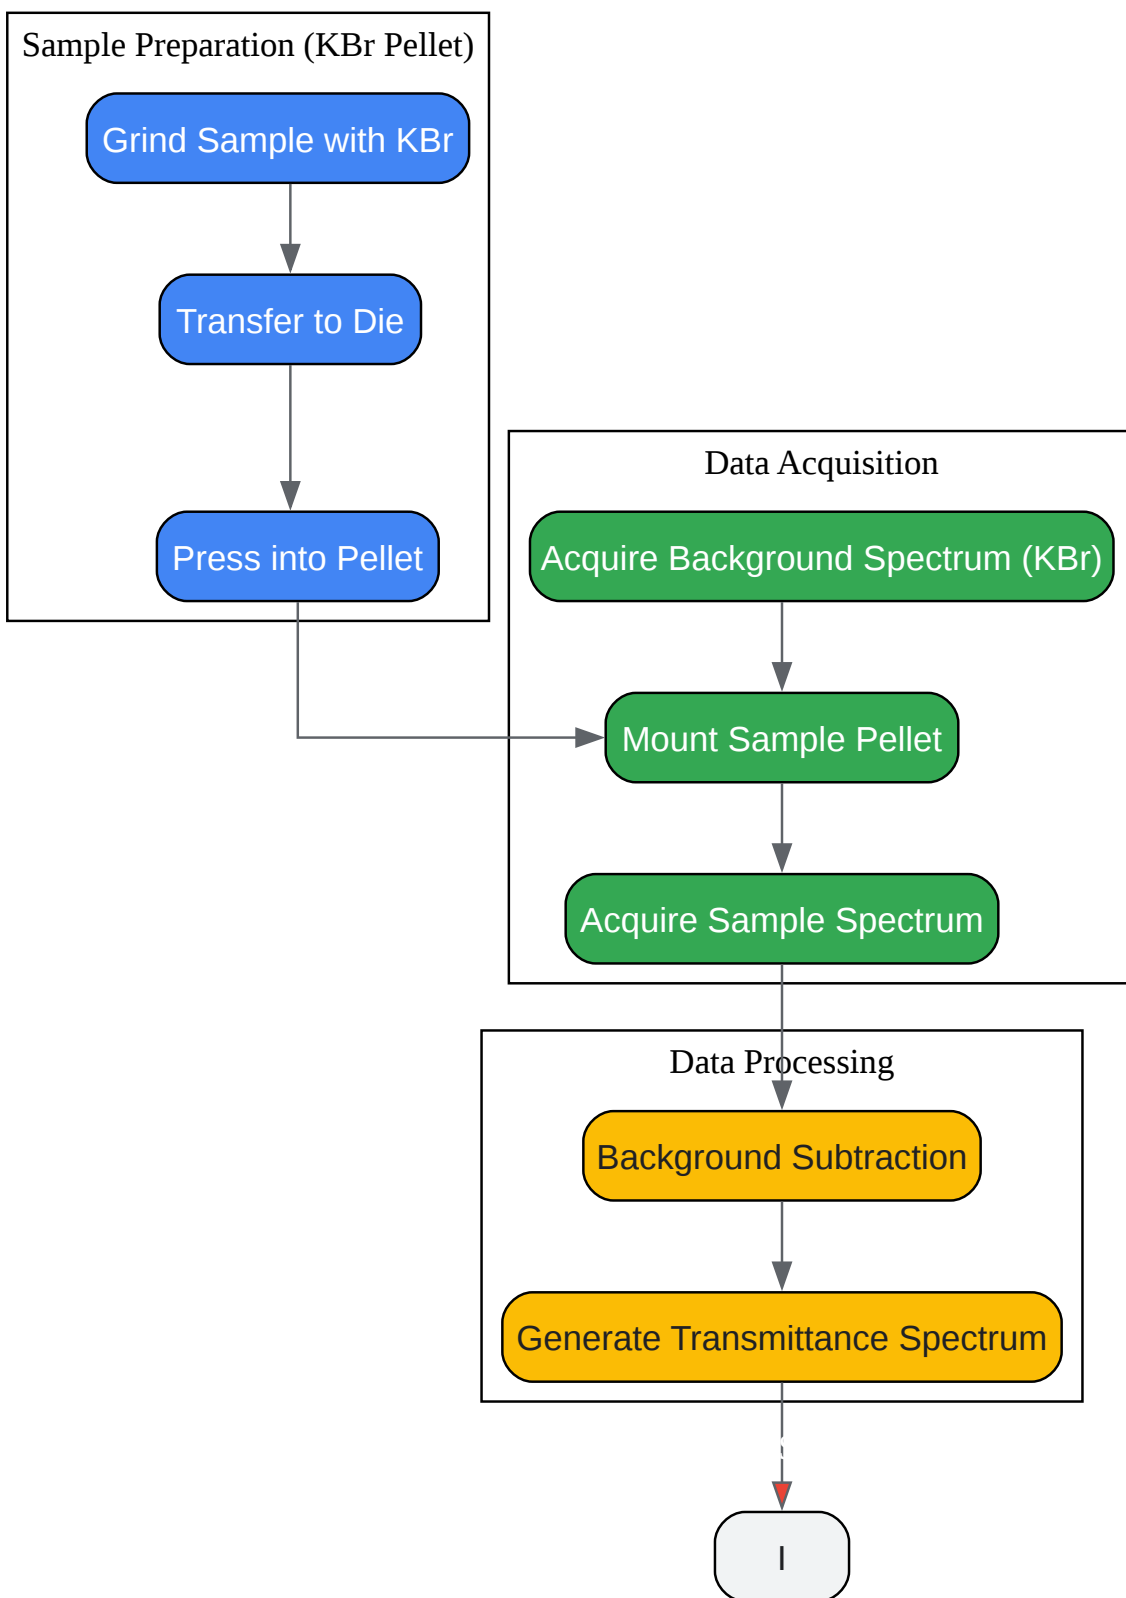 Sample Preparation (KBr Pellet)
Grind Sample with KBr
Transfer to Die
Press into Pellet
Data Acquisition
Acquire Background Spectrum (KBr)
Mount Sample Pellet
Acquire Sample Spectrum
Data Processing
Background Subtraction
Generate Transmittance Spectrum
I